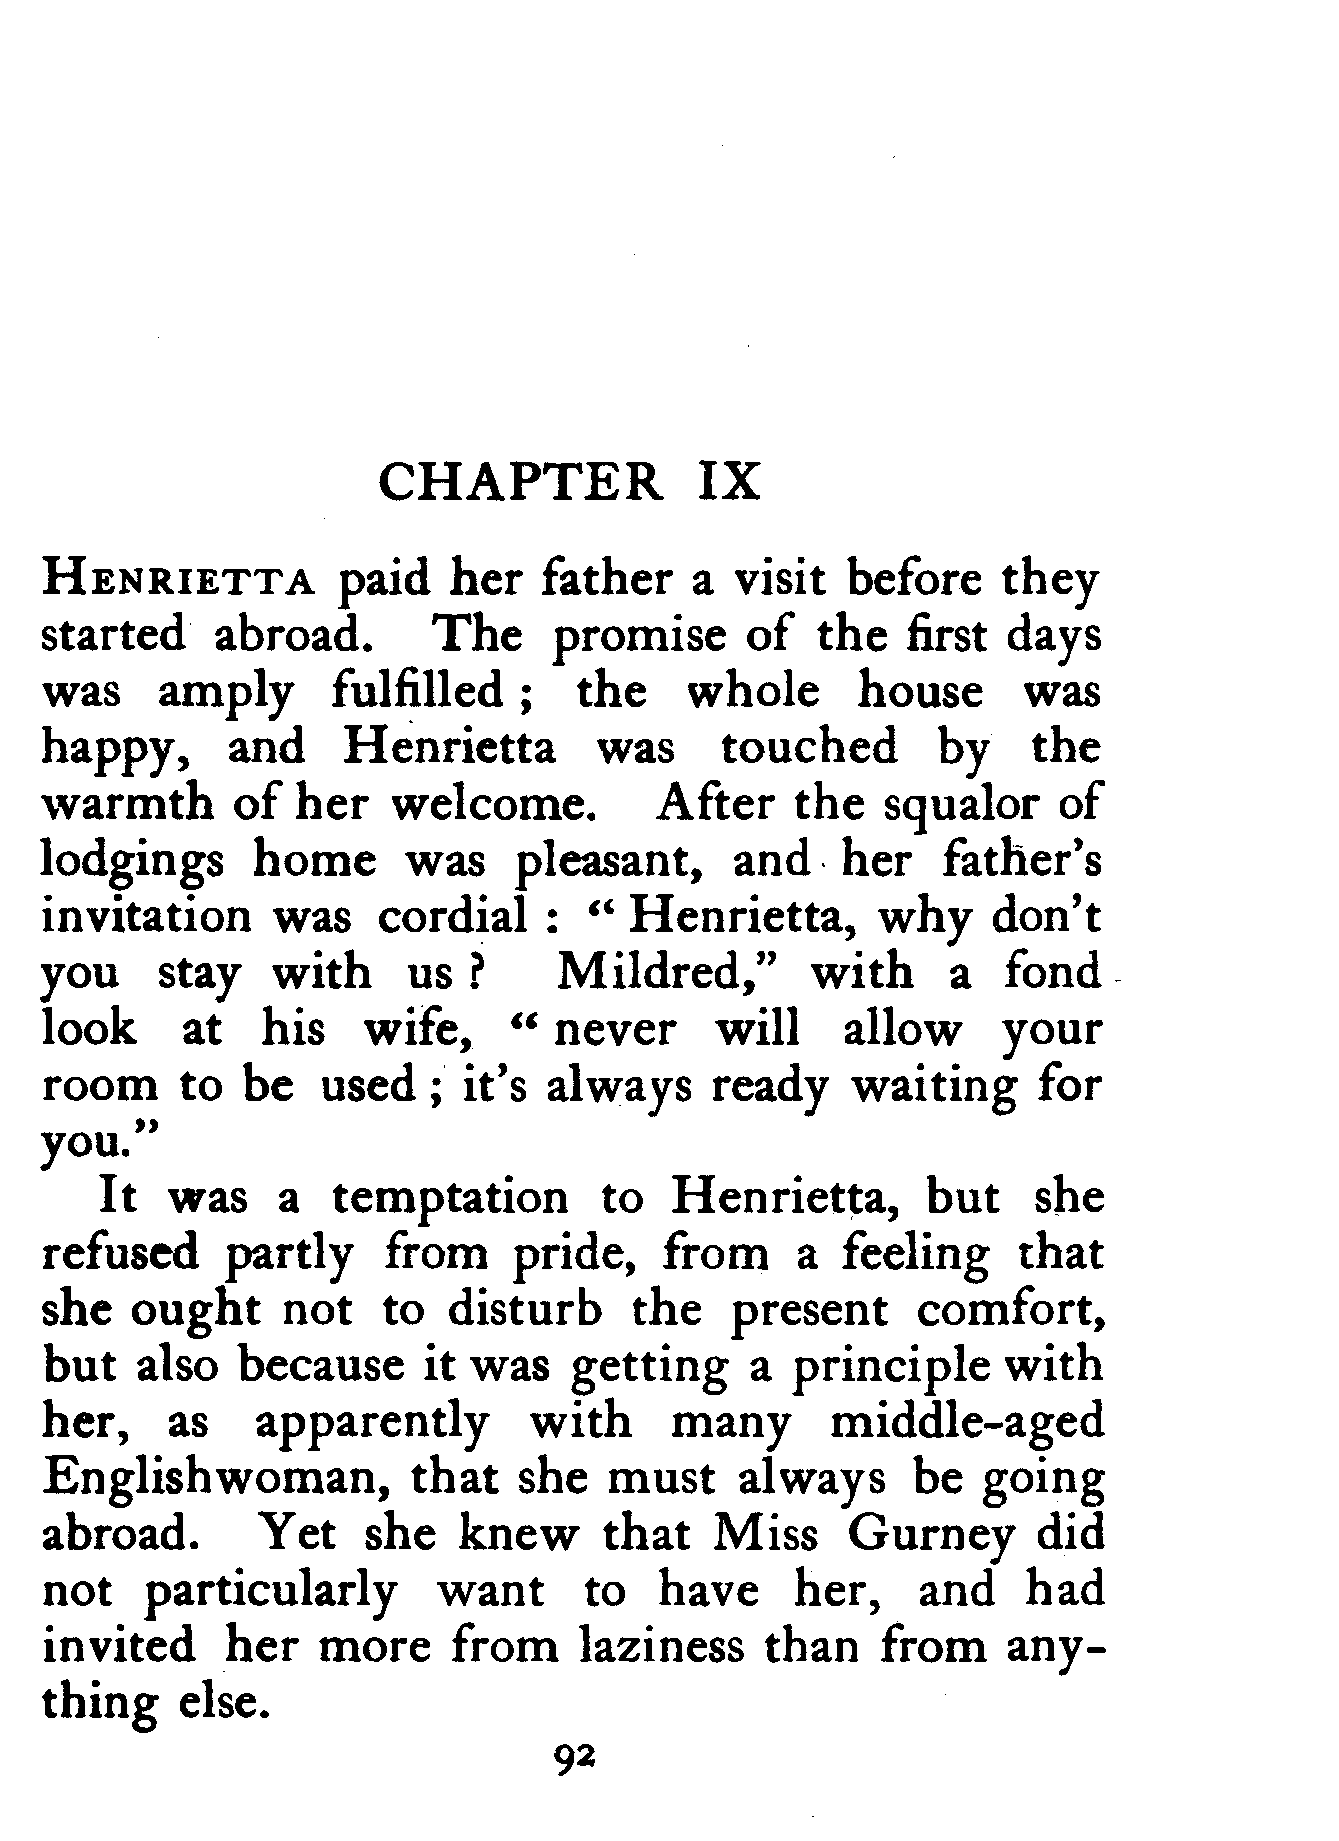 CHAPTER IX
HENRIETTA paid her father a visit before they
started abroad. The promise of the first days
was amply fulfilled ; the whole house was
happy, and Henrietta was touched by the
warmth of her welcome. After the squalor of
lodgings home was pleasant, and her father's
invitation was cordial : “ Henrietta, why don't
you stay with us ? Mildred,” with a fond
look at his wife, “ never will allow your
room to be used ; it's always ready waiting for
you.”
It was a temptation to Henrietta, but she
refused partly from pride, from a feeling that
she ought not to disturb the present comfort,
but also because it was getting a principle with
her, as apparently with many middle-aged
Englishwoman, that she must always be going
abroad. Yet she knew that Miss Gurney did
not particularly want to have her, and had
invited her more from laziness than from any-
thing else.
92